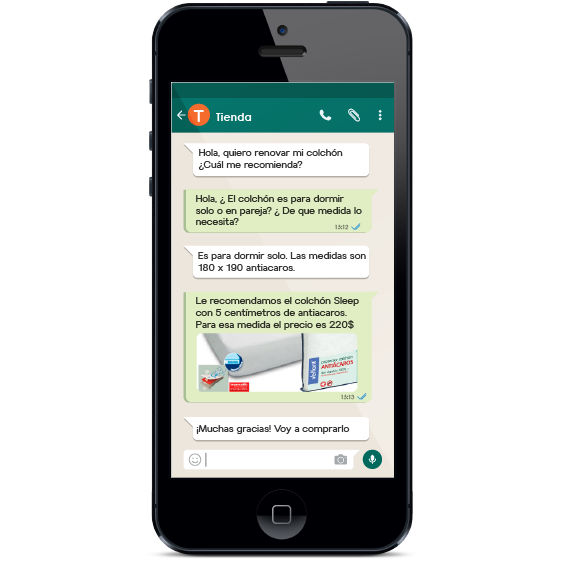 T Tienda
Hola, quiero renovar mi colchón
¿Cuál me recomienda?
Hola, ¿ El colchón es para dormir
solo o en pareja? ¿ De que medida lo
necesita?
13:12
Es para dormir solo. Las medidas son
180 x 190 antiacaros.
Le recomendamos el colchón Sleep
con 5 centímetros de antiacaros.
Para esa medida el precio es 220$
ANTIÁCAROS
13:13
¡Muchas gracias! Voy a comprarlo